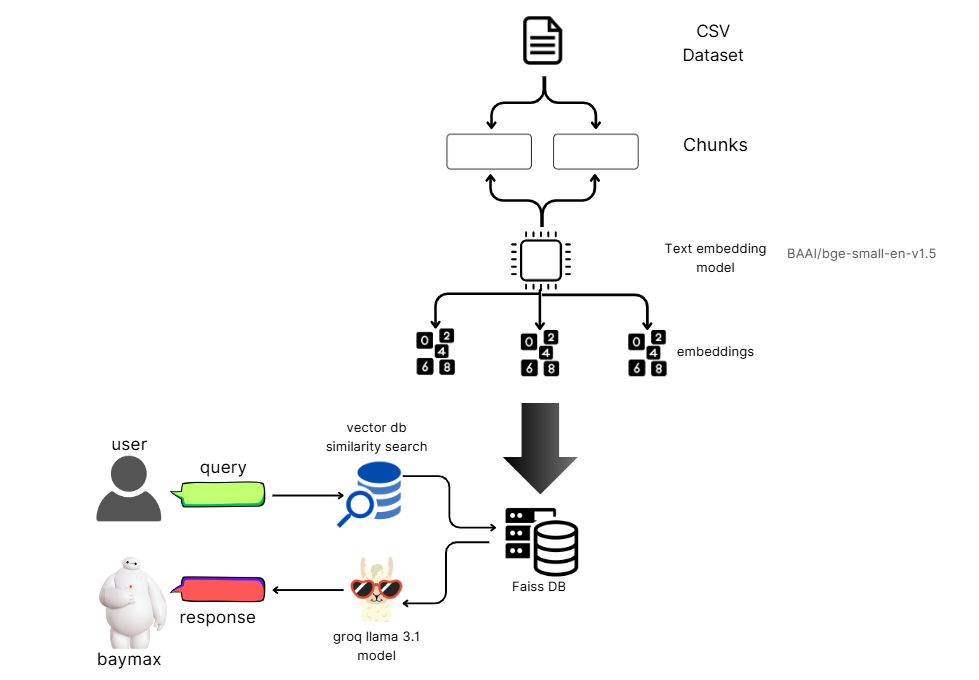 CSV
Dataset
Chunks
Text embedding
model
BAAI/bge-small-en-v1.5
0 2
4
6 8
0 2
4
6 8
0 2
4
6 8
embeddings
vector db
similarity search
user
query
Faiss DB
response
groq llama 3.1
model
baymax